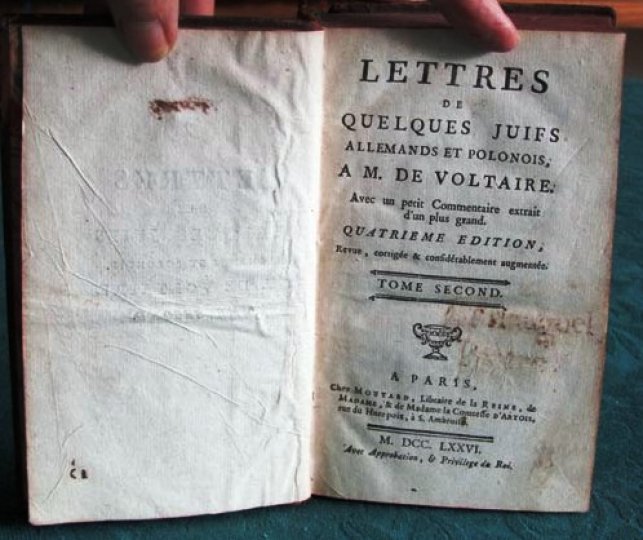 LETTRES
DE
QUELQUES JUIFS
ALLEMANDS ET POLONOIS,
A M. DE VOLTAIRE.
Avec un petit Commentaire extrait
d'un plus grand.
QUATRIEME EDITION,
Revue, corrigée & considérablement augmentée.
TOME SECOND.
A PARIS,
Chez MOUTARD, Libraire de la REINE, de
MADAME, & de Madame la Comtesse D'ARTOIS,
rue du Hurepoix, à S. Ambroise.
M. DCC. LXXVI.
Avec Approbation, & Privilege du Roi.